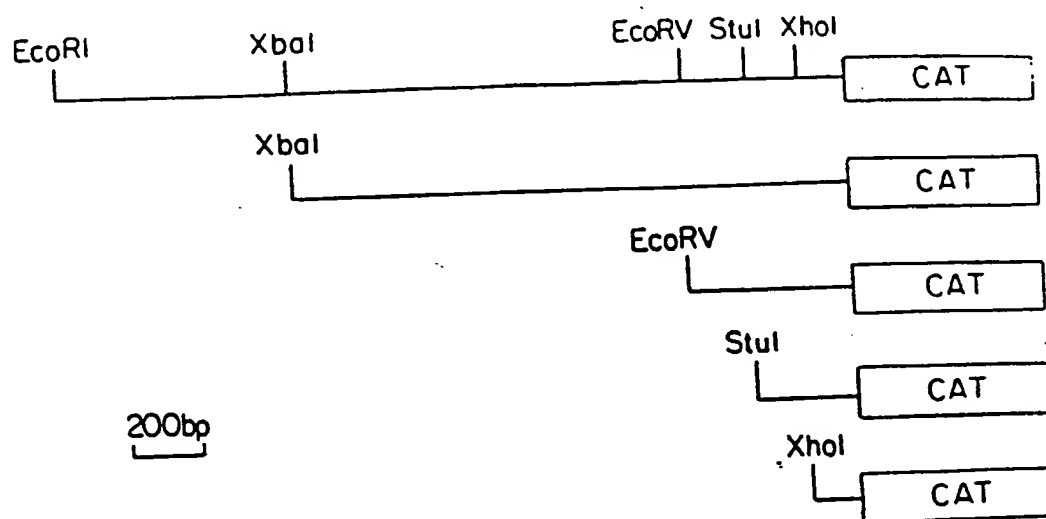 EcoRI XbaI EcoRV StuI XhoI
CAT
XbaI
CAT
EcoRV
CAT
StuI
CAT
200bp
XhoI
CAT